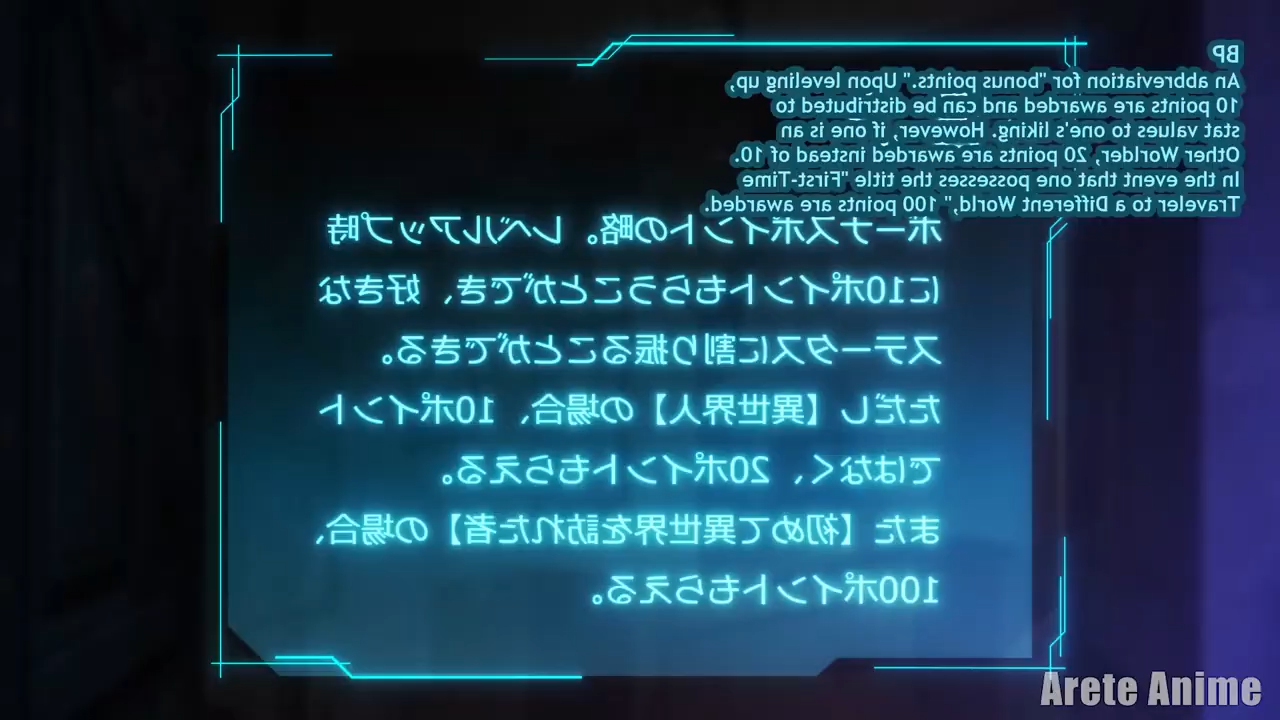 BP
An abbreviation for "bonus points." Upon leveling up,
10 points are awarded and can be distributed to
stat values to one's liking. However, if one is an
Other Worlder, 20 points are awarded instead of 10.
In the event that one possesses the title "First-Time
Traveler to a Different World," 100 points are awarded.
ボーナスポイントの略。レベルアップ時
に10ポイントもらうことができ、好きな
ステータスに割り振ることができる。
ただし【異世界人】の場合、10ポイント
ではなく、20ポイントもらえる。
また【初めて異世界を訪れた者】の場合、
100ポイントもらえる。
Arete Anime